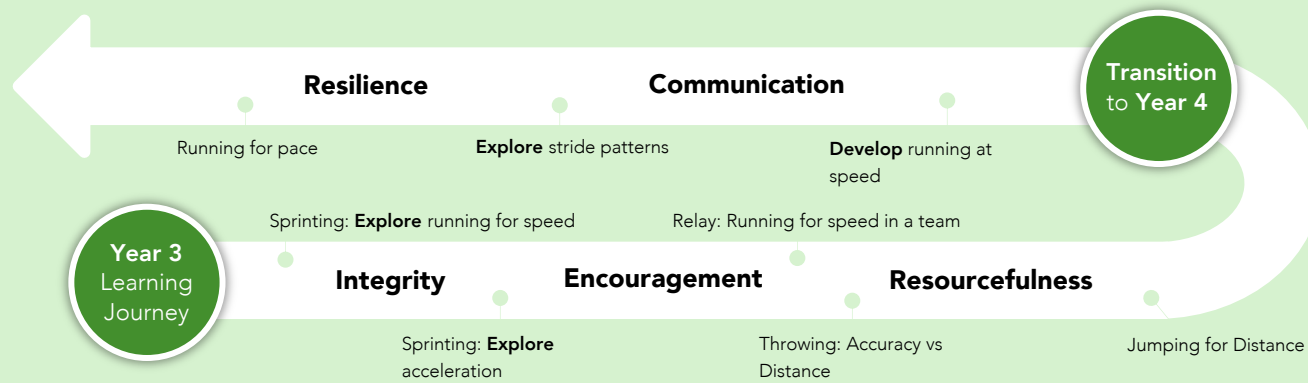 Resilience
Communication
Transition
to Year 4
Running for pace
Explore stride patterns
Develop running at
speed
Sprinting: Explore running for speed
Relay: Running for speed in a team
Year 3
Learning
Journey
Integrity
Encouragement
Resourcefulness
Sprinting: Explore
acceleration
Throwing: Accuracy vs
Distance
Jumping for Distance